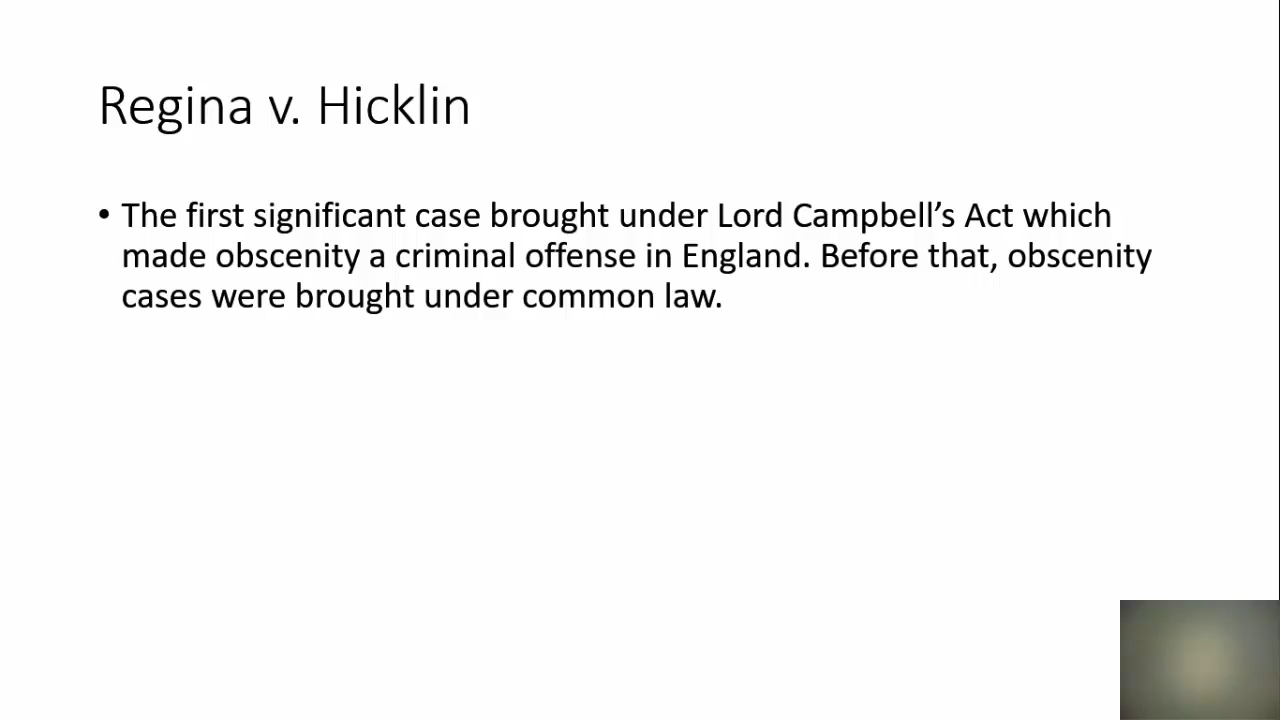 Regina v. Hicklin
• The first significant case brought under Lord Campbell’s Act which
made obscenity a criminal offense in England. Before that, obscenity
cases were brought under common law.